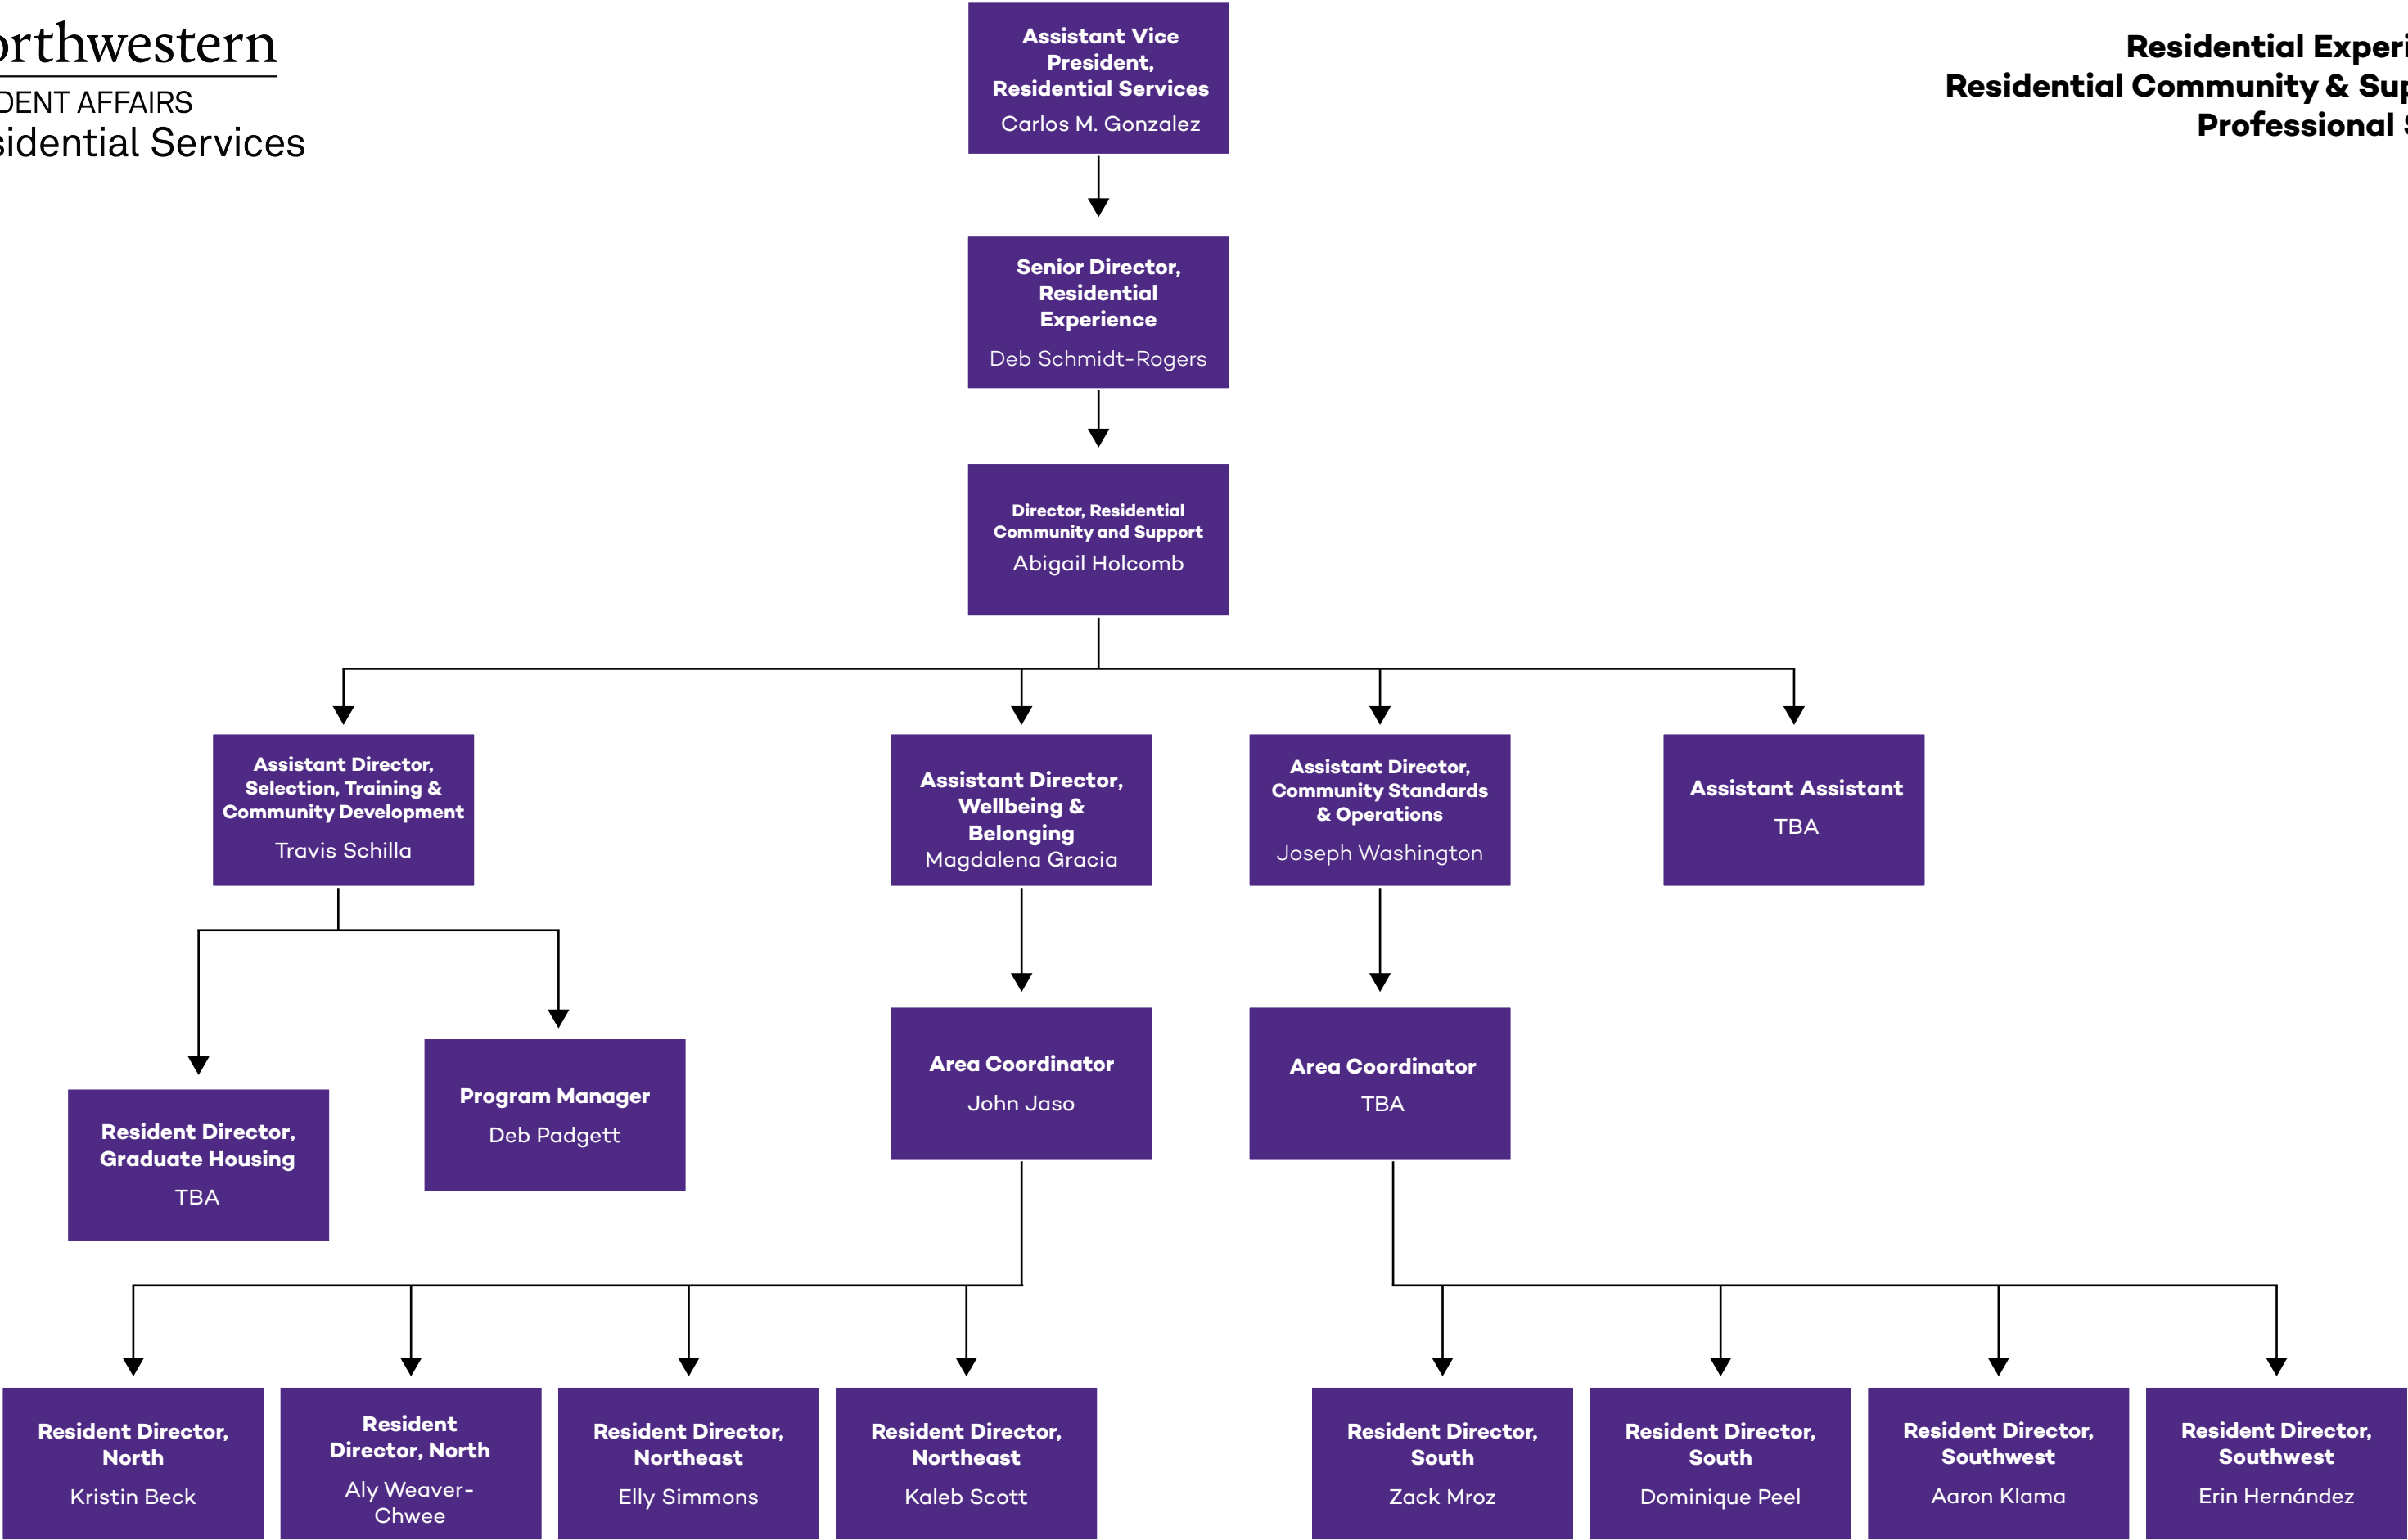 orthwestern
DENT AFFAIRS
sidential Services
Residential Experi
Residential Community & Sup
Professional S
Assistant Vice
President,
Residential Services
Carlos M. Gonzalez
Senior Director,
Residential
Experience
Deb Schmidt-Rogers
Director, Residential
Community and Support
Abigail Holcomb
Assistant Director,
Selection, Training &
Community Development
Travis Schilla
Assistant Director,
Wellbeing &
Belonging
Magdalena Gracia
Assistant Director,
Community Standards
& Operations
Joseph Washington
Assistant Assistant
TBA
Resident Director,
Graduate Housing
TBA
Program Manager
Deb Padgett
Area Coordinator
John Jaso
Area Coordinator
TBA
Resident Director,
North
Kristin Beck
Resident
Director, North
Aly Weaver-
Chwee
Resident Director,
Northeast
Elly Simmons
Resident Director,
Northeast
Kaleb Scott
Resident Director,
South
Zack Mroz
Resident Director,
South
Dominique Peel
Resident Director,
Southwest
Aaron Klama
Resident Director,
Southwest
Erin Hernández